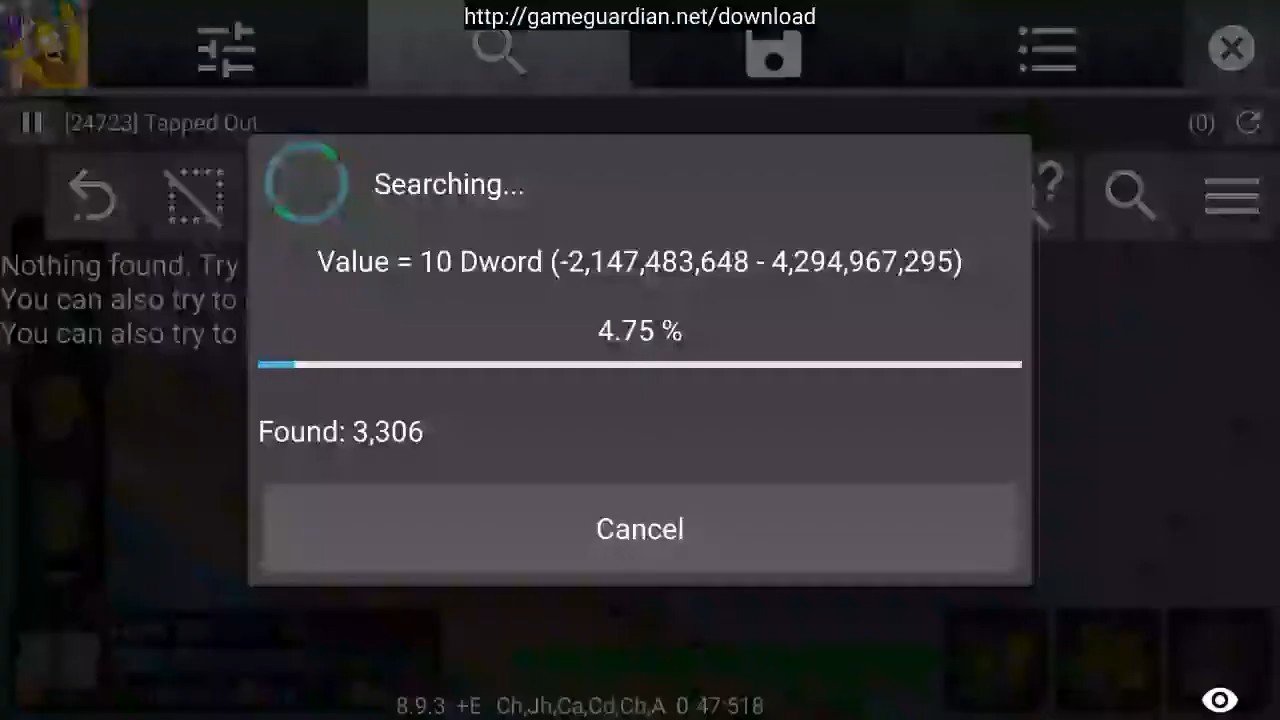 http://gameguardian.net/download
[24723] Tapped Out
(0)
Searching...
Value = 10 Dword (-2,147,483,648 - 4,294,967,295)
Nothing found. Try
You can also try to
You can also try to
4.75 %
Found: 3,306
Cancel
8.9.3 +E Ch,Jh,Ca,Cd,Cb,A 0 47 518